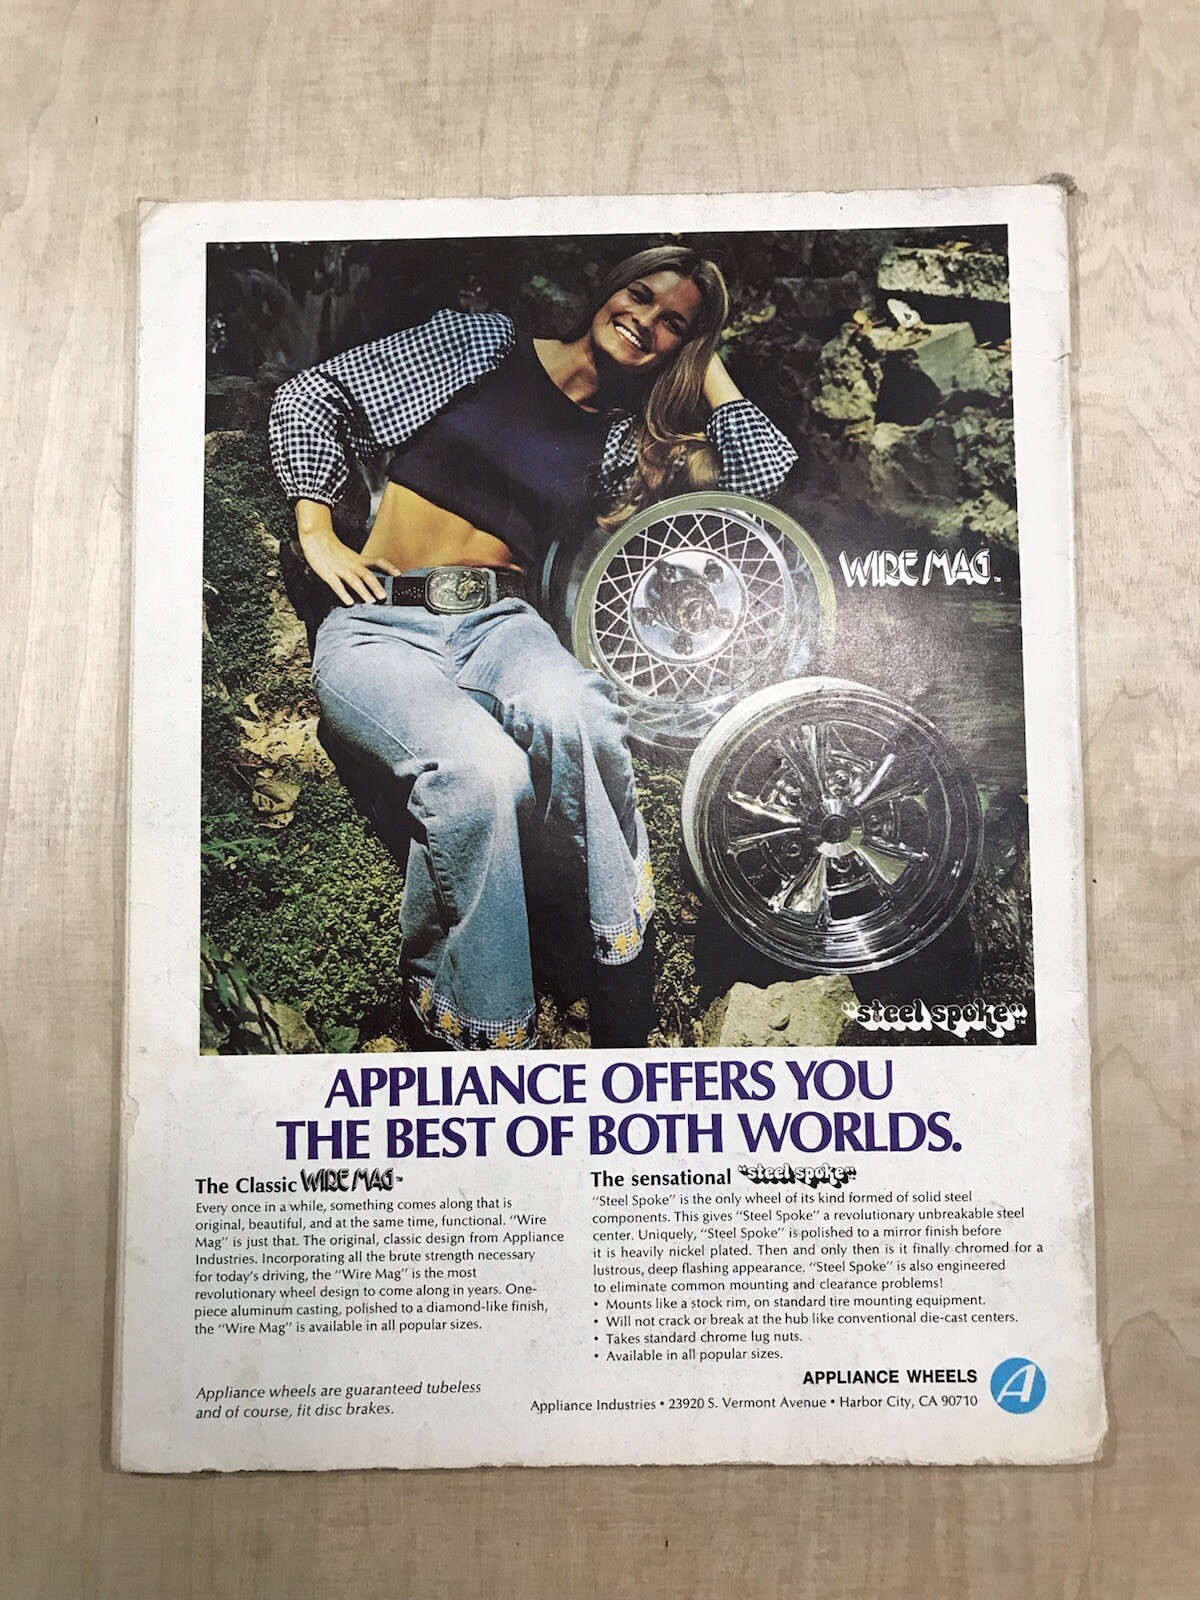 WIRE MAG™
"steel spoke"™
APPLIANCE OFFERS YOU
THE BEST OF BOTH WORLDS.
The Classic WIRE MAG™
Every once in a while, something comes along that is
original, beautiful, and at the same time, functional. "Wire
Mag" is just that. The original, classic design from Appliance
Industries. Incorporating all the brute strength necessary
for today's driving, the "Wire Mag" is the most
revolutionary wheel design to come along in years. One-
piece aluminum casting, polished to a diamond-like finish,
the "Wire Mag" is available in all popular sizes.
Appliance wheels are guaranteed tubeless
and of course, fit disc brakes.
The sensational "steel spoke"™
"Steel Spoke" is the only wheel of its kind formed of solid steel
components. This gives "Steel Spoke" a revolutionary unbreakable steel
center. Uniquely, "Steel Spoke" is polished to a mirror finish before
it is heavily nickel plated. Then and only then is it finally chromed for a
lustrous, deep flashing appearance. "Steel Spoke" is also engineered
to eliminate common mounting and clearance problems!
• Mounts like a stock rim, on standard tire mounting equipment.
• Will not crack or break at the hub like conventional die-cast centers.
• Takes standard chrome lug nuts.
• Available in all popular sizes.
APPLIANCE WHEELS
A
Appliance Industries • 23920 S. Vermont Avenue • Harbor City, CA 90710